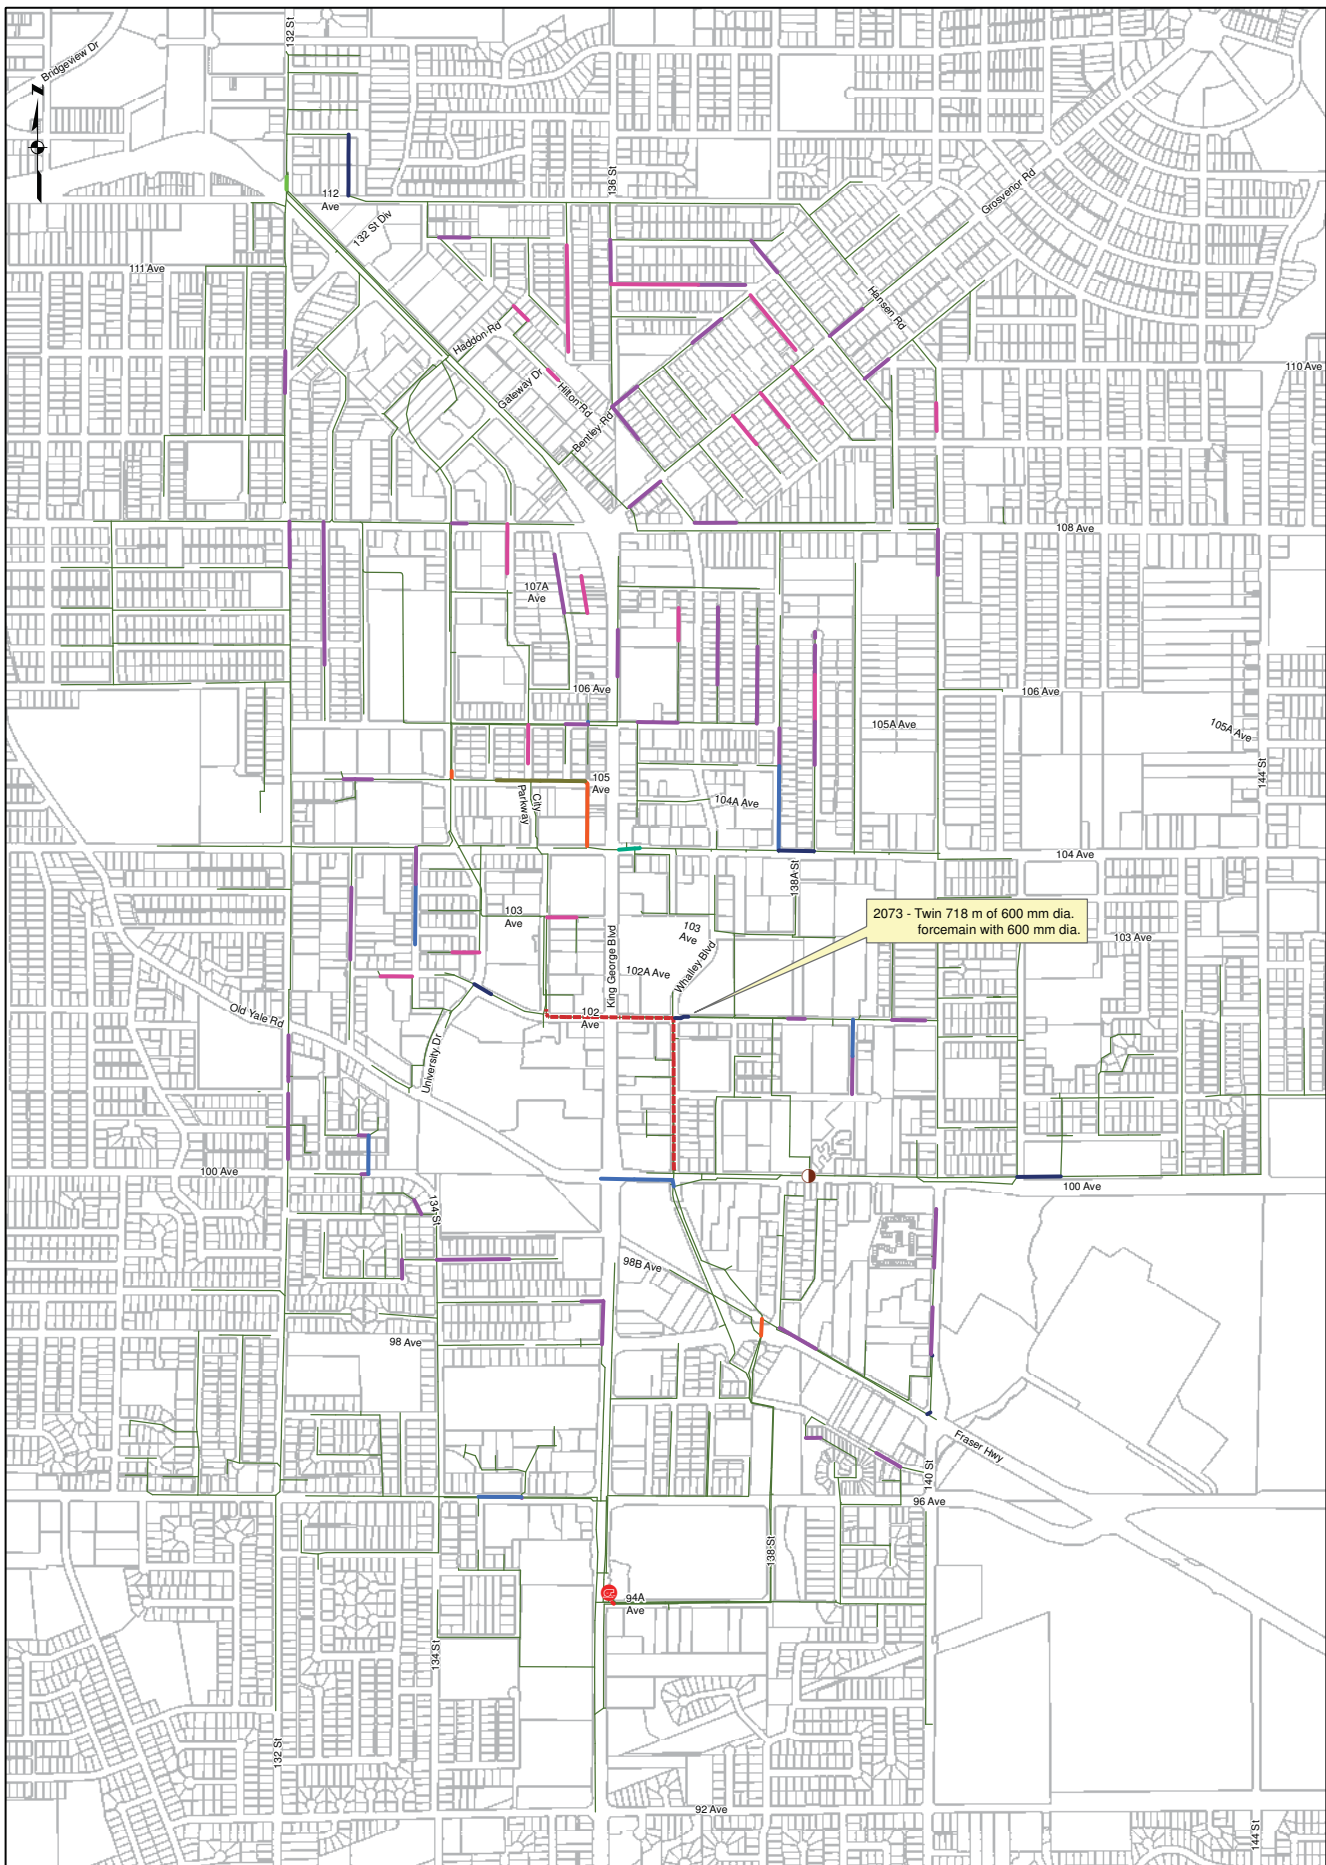 132 St
Bridgeview Dr
N
136 St
Grosvenor Rd
112
Ave
132 St Div
111 Ave
Hansen Rd
Haddon Rd
110 Ave
Gateway Dr
Hilton Rd
Bentley Rd
108 Ave
107A
Ave
106 Ave
106 Ave
105A Ave
105A Ave
144 St
105
Ave
City
Parkway
104A Ave
104 Ave
138A St
2073 - Twin 718 m of 600 mm dia.
forcemain with 600 mm dia.
103
Ave
103
Ave
103 Ave
King George Blvd
Whalley Blvd
102A Ave
Old Yale Rd
102
Ave
University Dr
100 Ave
100 Ave
134 St
98B Ave
98 Ave
Fraser Hwy
140 St
96 Ave
138 St
94A
Ave
134 St
132 St
92 Ave
144 St